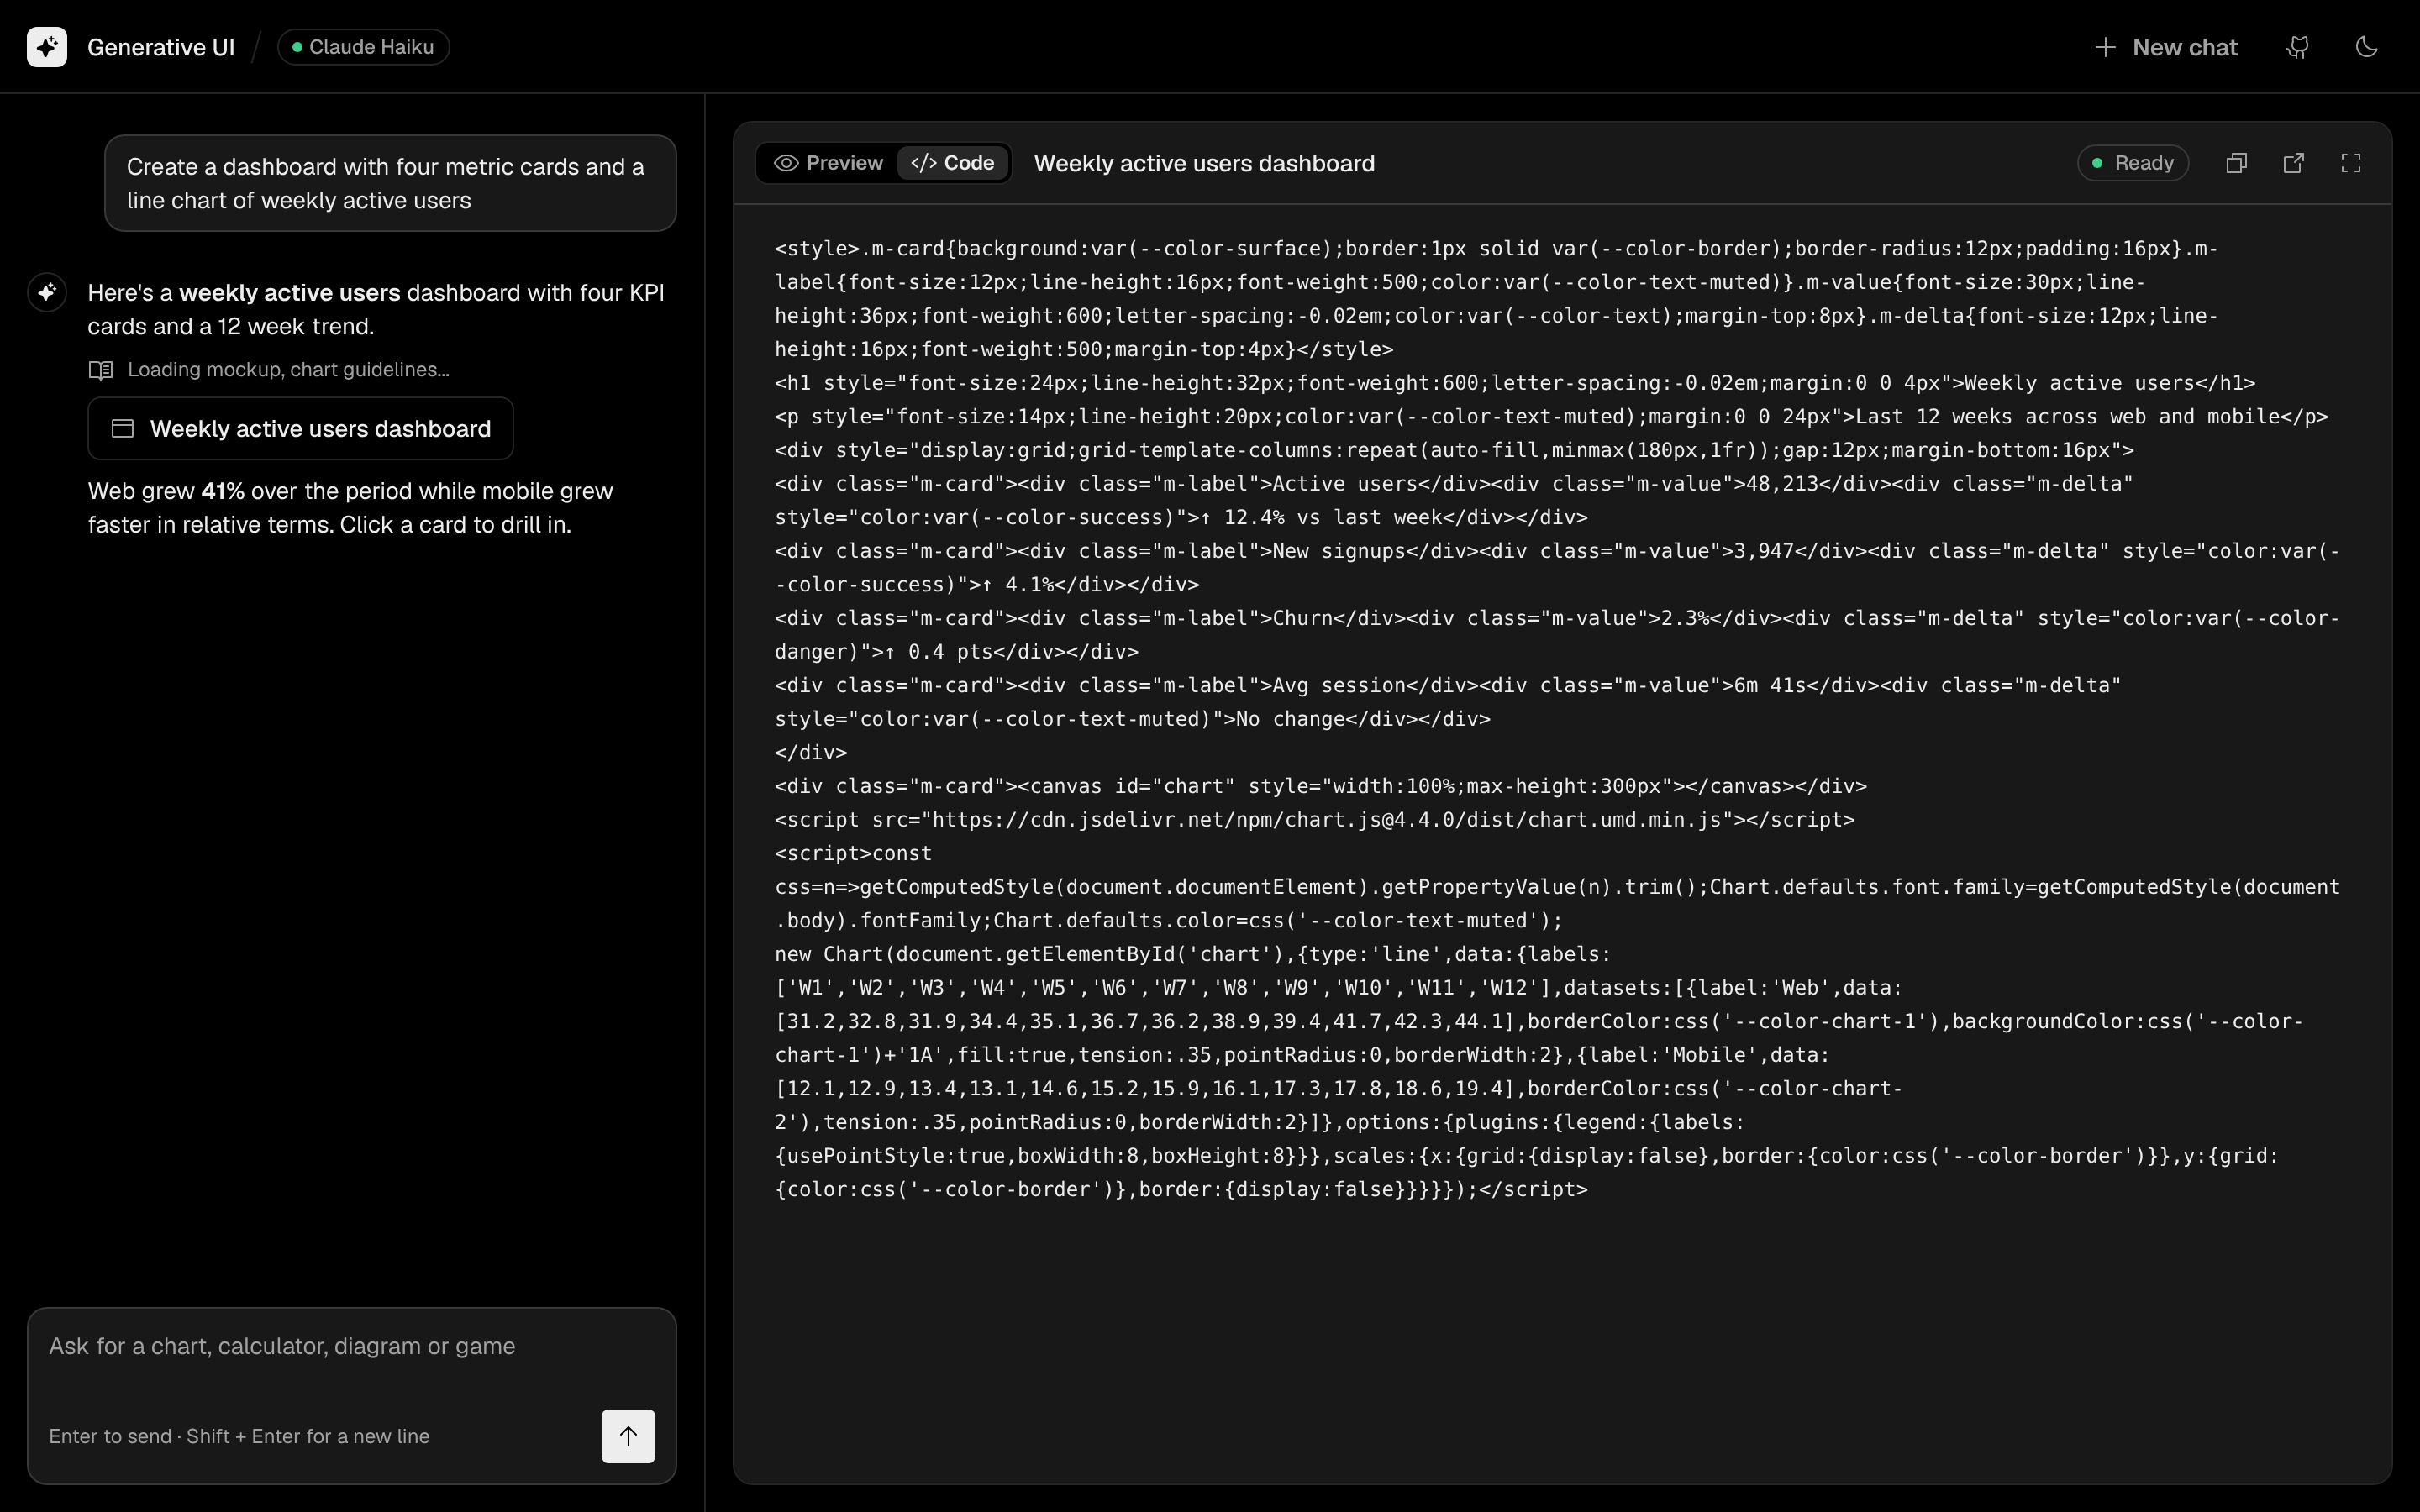 Generative UI / Claude Haiku
New chat
Create a dashboard with four metric cards and a
line chart of weekly active users
Here's a weekly active users dashboard with four KPI
cards and a 12 week trend.
Loading mockup, chart guidelines...
Weekly active users dashboard
Web grew 41% over the period while mobile grew
faster in relative terms. Click a card to drill in.
Ask for a chart, calculator, diagram or game
Enter to send · Shift + Enter for a new line
Preview </> Code Weekly active users dashboard
Ready
<style>.m-card{background:var(--color-surface);border:1px solid var(--color-border);border-radius:12px;padding:16px}.m-
label{font-size:12px;line-height:16px;font-weight:500;color:var(--color-text-muted)}.m-value{font-size:30px;line-
height:36px;font-weight:600;letter-spacing:-0.02em;color:var(--color-text);margin-top:8px}.m-delta{font-size:12px;line-
height:16px;font-weight:500;margin-top:4px}</style>
<h1 style="font-size:24px;line-height:32px;font-weight:600;letter-spacing:-0.02em;margin:0 0 4px">Weekly active users</h1>
<p style="font-size:14px;line-height:20px;color:var(--color-text-muted);margin:0 0 24px">Last 12 weeks across web and mobile</p>
<div style="display:grid;grid-template-columns:repeat(auto-fill,minmax(180px,1fr));gap:12px;margin-bottom:16px">
<div class="m-card"><div class="m-label">Active users</div><div class="m-value">48,213</div><div class="m-delta"
style="color:var(--color-success)">↑ 12.4% vs last week</div></div>
<div class="m-card"><div class="m-label">New signups</div><div class="m-value">3,947</div><div class="m-delta" style="color:var(-
-color-success)">↑ 4.1%</div></div>
<div class="m-card"><div class="m-label">Churn</div><div class="m-value">2.3%</div><div class="m-delta" style="color:var(--color-
danger)">↑ 0.4 pts</div></div>
<div class="m-card"><div class="m-label">Avg session</div><div class="m-value">6m 41s</div><div class="m-delta"
style="color:var(--color-text-muted)">No change</div></div>
</div>
<div class="m-card"><canvas id="chart" style="width:100%;max-height:300px"></canvas></div>
<script src="https://cdn.jsdelivr.net/npm/chart.js@4.4.0/dist/chart.umd.min.js"></script>
<script>const
css=n=>getComputedStyle(document.documentElement).getPropertyValue(n).trim();Chart.defaults.font.family=getComputedStyle(document
.body).fontFamily;Chart.defaults.color=css('--color-text-muted');
new Chart(document.getElementById('chart'),{type:'line',data:{labels:
['W1','W2','W3','W4','W5','W6','W7','W8','W9','W10','W11','W12'],datasets:[{label:'Web',data:
[31.2,32.8,31.9,34.4,35.1,36.7,36.2,38.9,39.4,41.7,42.3,44.1],borderColor:css('--color-chart-1'),backgroundColor:css('--color-
chart-1')+'1A',fill:true,tension:.35,pointRadius:0,borderWidth:2},{label:'Mobile',data:
[12.1,12.9,13.4,13.1,14.6,15.2,15.9,16.1,17.3,17.8,18.6,19.4],borderColor:css('--color-chart-
2'),tension:.35,pointRadius:0,borderWidth:2}]},options:{plugins:{legend:{labels:
{usePointStyle:true,boxWidth:8,boxHeight:8}}},scales:{x:{grid:{display:false},border:{color:css('--color-border')}},y:{grid:
{color:css('--color-border')},border:{display:false}}}}});</script>